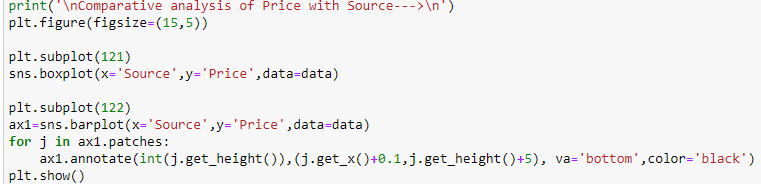 print('\nComparative analysis of Price with Source--->\n')
plt.figure(figsize=(15,5))
plt.subplot(121)
sns.boxplot(x='Source',y='Price',data=data)
plt.subplot(122)
ax1=sns.barplot(x='Source',y='Price',data=data)
for j in ax1.patches:
    ax1.annotate(int(j.get_height()),(j.get_x()+0.1,j.get_height()+5), va='bottom',color='black')
plt.show()